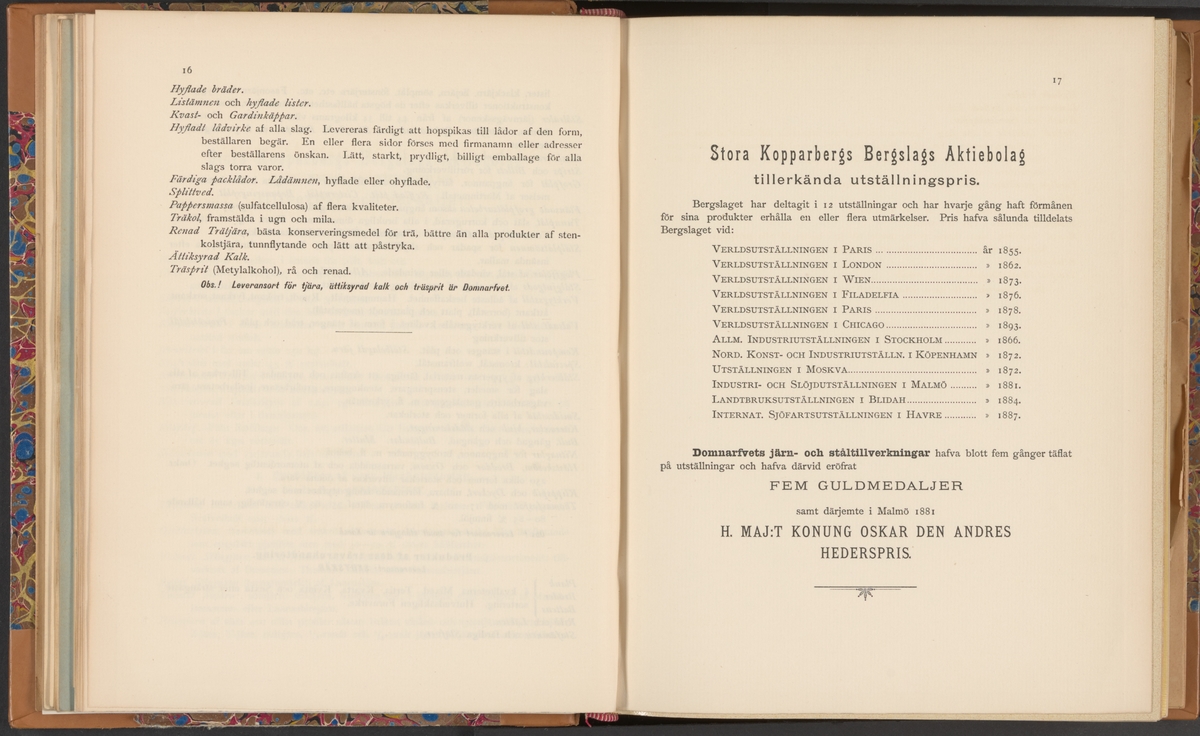 16
Hyflade bräder.
Listämnen och hyflade lister.
Kvast- och Gardinkäppar.
Hyfladt lådvirke af alla slag. Levereras färdigt att hopspikas till lådor af den form,
beställaren begär. En eller flera sidor förses med firmanamn eller adresser
efter beställarens önskan. Lätt, starkt, prydligt, billigt emballage för alla
slags torra varor.
Färdiga packlådor. Lådämnen, hyflade eller ohyflade.
Splittved.
Pappersmassa (sulfatcellulosa) af flera kvaliteter.
Träkol, framstälda i ugn och mila.
Renad Trätjära, bästa konserveringsmedel för trä, bättre än alla produkter af sten-
kolstjära, tunnflytande och lätt att påstryka.
Ättiksyrad Kalk.
Träsprit (Metylalkohol), rå och renad.
Obs.! Leveransort för tjära, ättiksyrad kalk och träsprit är Domnarfvet.
17
Stora Kopparbergs Bergslags Aktiebolag
tillerkända utställningspris.
Bergslaget har deltagit i 12 utställningar och har hvarje gång haft förmånen
för sina produkter erhålla en eller flera utmärkelser. Pris hafva sålunda tilldelats
Bergslaget vid:
Verldsutställningen i Paris ... år 1855.
Verldsutställningen i London ... » 1862.
Verldsutställningen i Wien ... » 1873.
Verldsutställningen i Filadelfia ... » 1876.
Verldsutställningen i Paris ... » 1878.
Verldsutställningen i Chicago ... » 1893.
Allm. Industriutställningen i Stockholm ... » 1866.
Nord. Konst- och Industriutställn. i Köpenhamn » 1872.
Utställningen i Moskva ... » 1872.
Industri- och Slöjdutställningen i Malmö ... » 1881.
Landtbruksutställningen i Blidah ... » 1884.
Internat. Sjöfartsutställningen i Havre ... » 1887.
Domnarfvets järn- och ståltillverkningar hafva blott fem gånger täflat
på utställningar och hafva därvid eröfrat
FEM GULDMEDALJER
samt därjemte i Malmö 1881
H. MAJ:T KONUNG OSKAR DEN ANDRES
HEDERSPRIS.